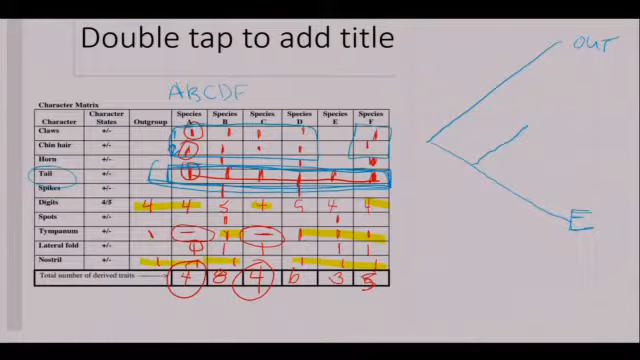 Double tap to add title
OUT
ABCDF
Character Matrix
Character Character States Outgroup Species A Species B Species C Species D Species E Species F
Claws +/-
Chin hair +/-
Horn +/-
Tail +/-
Spikes +/-
Digits 4/5 4 4 5 4 5 4 4
Spots +/-
Tympanum +/-
Lateral fold +/-
Nostril +/-
Total number of derived traits 4 8 4 6 3 5
E